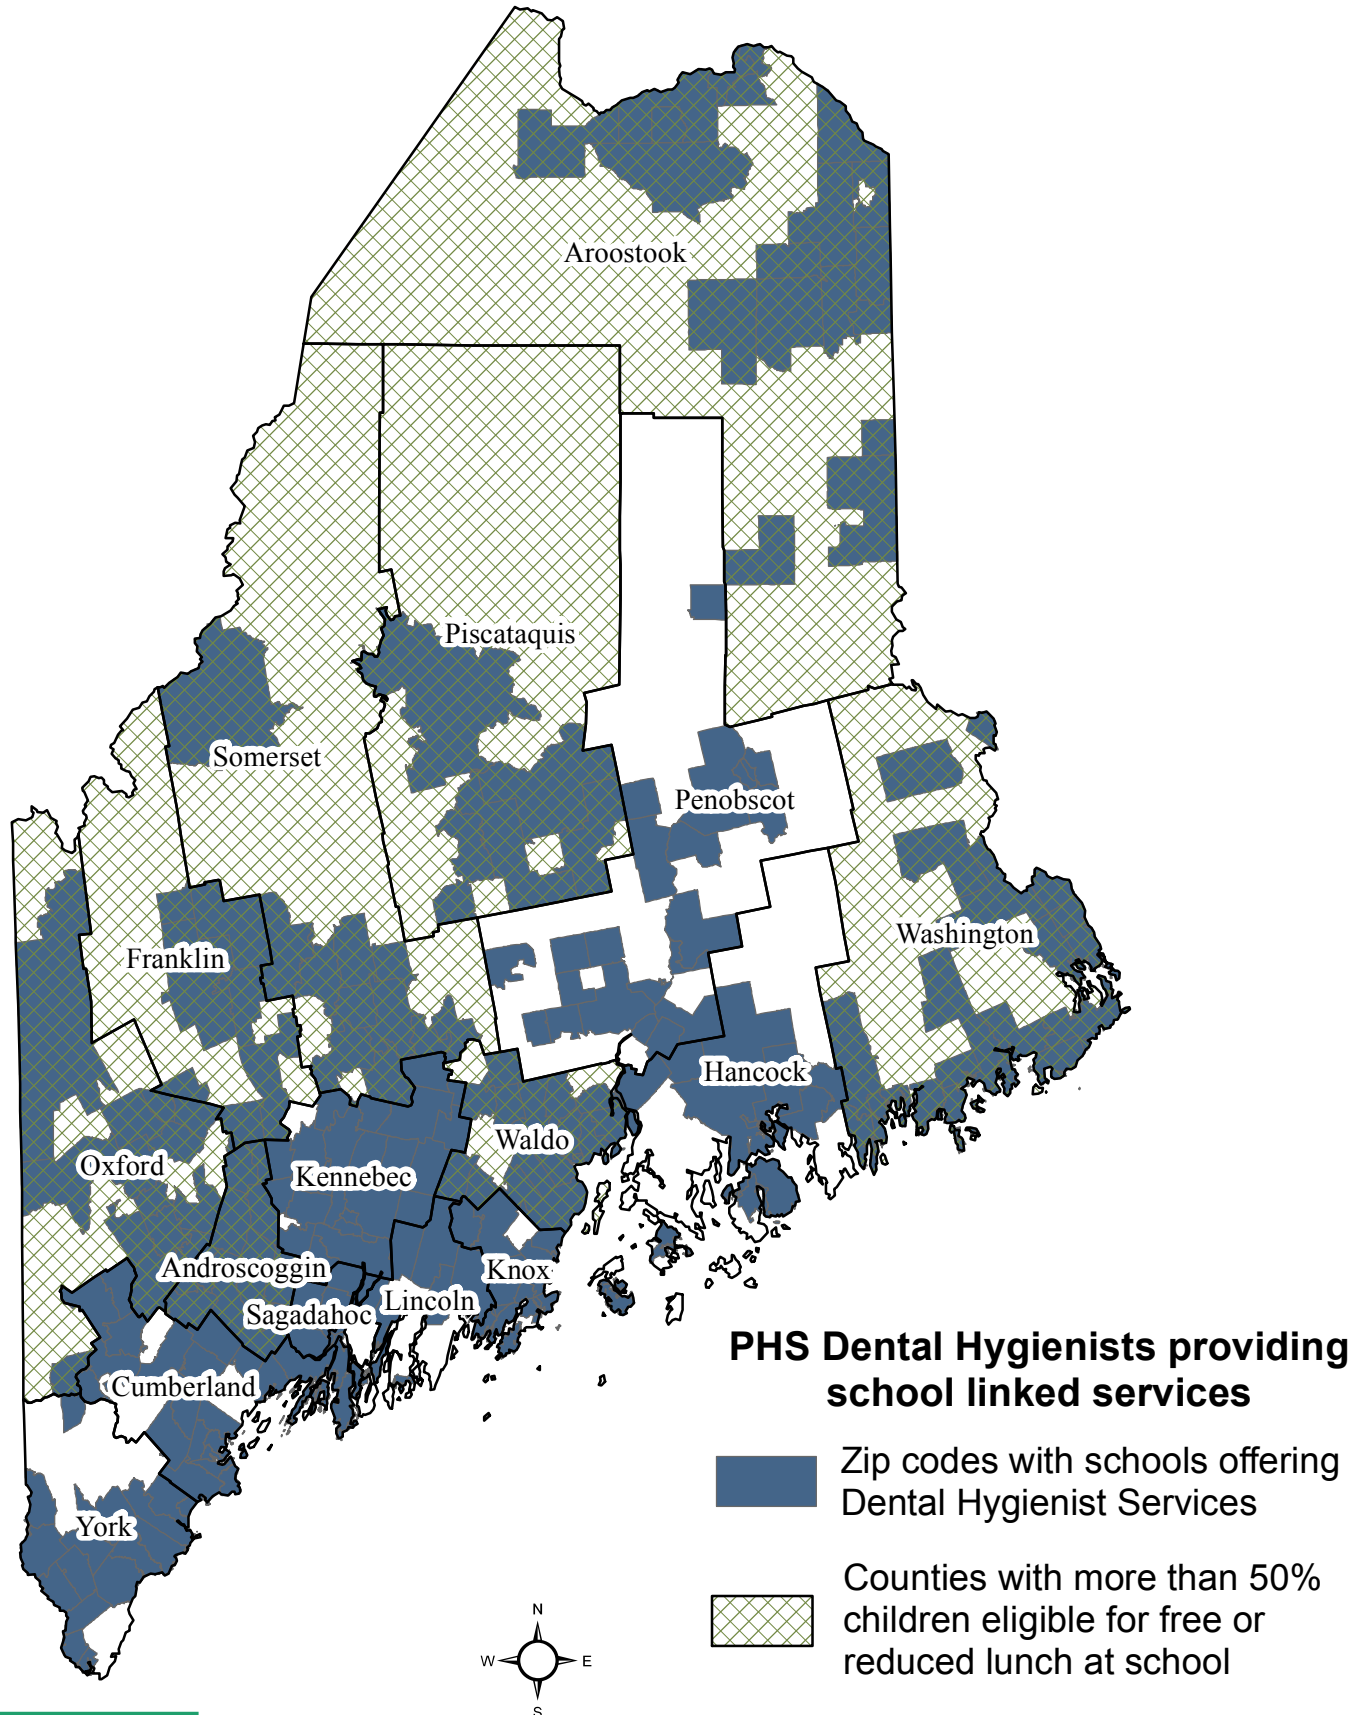 Aroostook
Piscataquis
Somerset
Penobscot
Franklin
Washington
Hancock
Waldo
Oxford
Kennebec
Androscoggin
Knox
Lincoln
Sagadahoc
Cumberland
York
PHS Dental Hygienists providing
school linked services
Zip codes with schools offering
Dental Hygienist Services
Counties with more than 50%
children eligible for free or
reduced lunch at school
N
W E
S